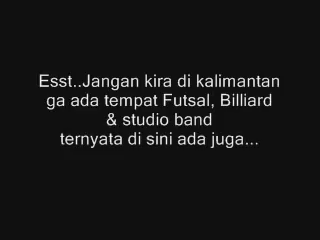 Esst..Jangan kira di kalimantan
ga ada tempat Futsal, Billiard
& studio band
ternyata di sini ada juga...